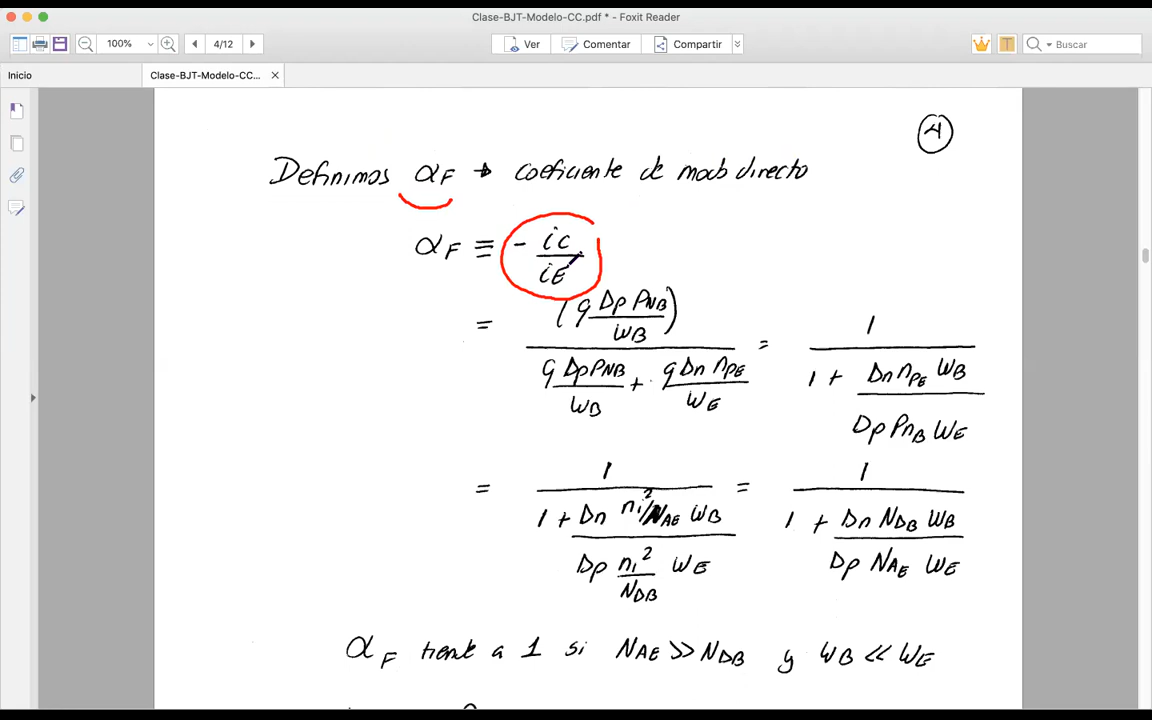 Clase-BJT-Modelo-CC.pdf * - Foxit Reader
100% 4/12 Ver Comentar Compartir T Buscar
Inicio Clase-BJT-Modelo-CC... ×
4
Definimos αF → coeficiente de modo directo
αF ≡ - iC / iE
= (q Dp PNB / WB) / (q Dp PNB / WB + q Dn nPE / WE) = 1 / (1 + Dn nPE WB / Dp PnB WE)
= 1 / (1 + Dn ni²/NAE WB / Dp ni²/NDB WE) = 1 / (1 + Dn NDB WB / Dp NAE WE)
αF tiende a 1 si NAE >> NDB y WB << WE